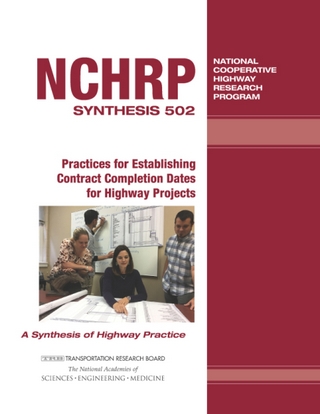 NCHRP
SYNTHESIS 502
NATIONAL
COOPERATIVE
HIGHWAY
RESEARCH
PROGRAM
Practices for Establishing
Contract Completion Dates
for Highway Projects
A Synthesis of Highway Practice
TRB TRANSPORTATION RESEARCH BOARD
The National Academies of
SCIENCES • ENGINEERING • MEDICINE